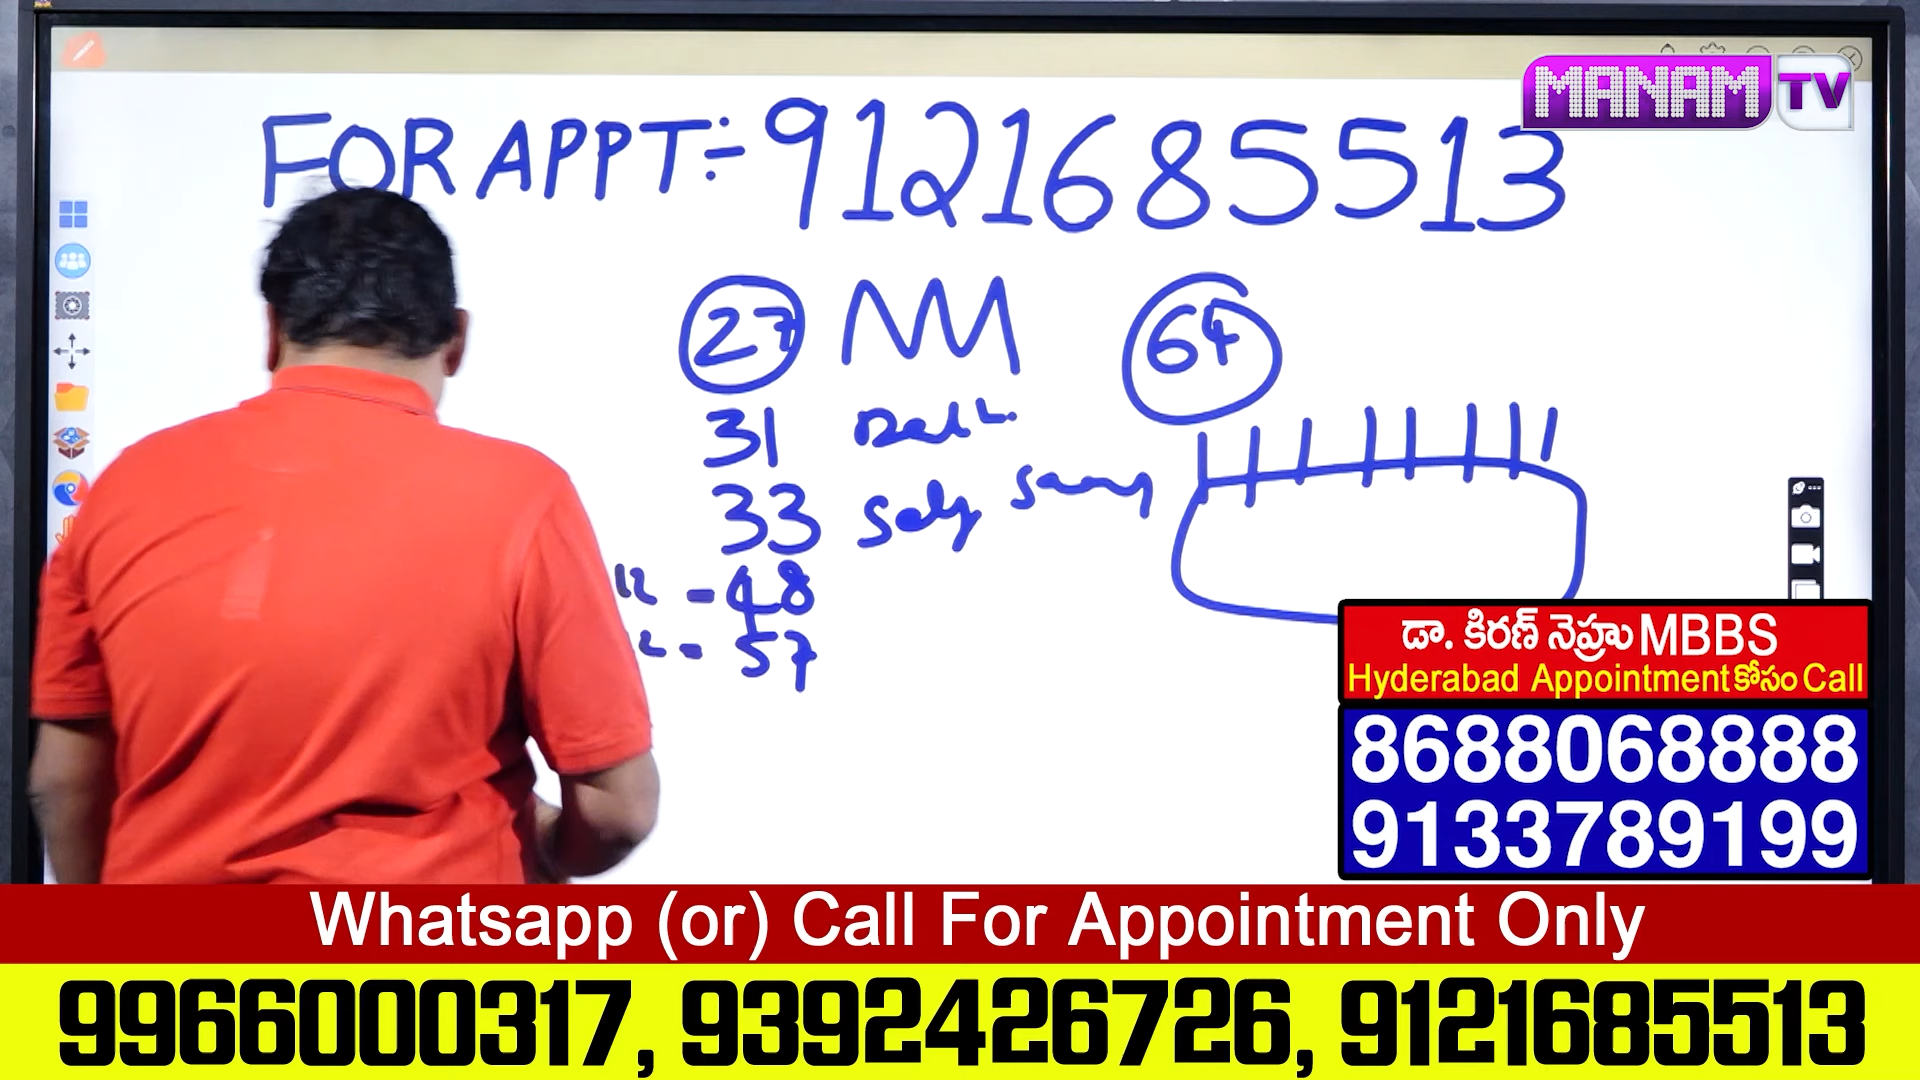 MANAM TV
FOR APPT:- 9121685513
27
64
31
33
12 - 48
- 57
డా. కిరణ్ నెహ్రు MBBS
Hyderabad Appointment కోసం Call
8688068888
9133789199
Whatsapp (or) Call For Appointment Only
9966000317, 9392426726, 9121685513